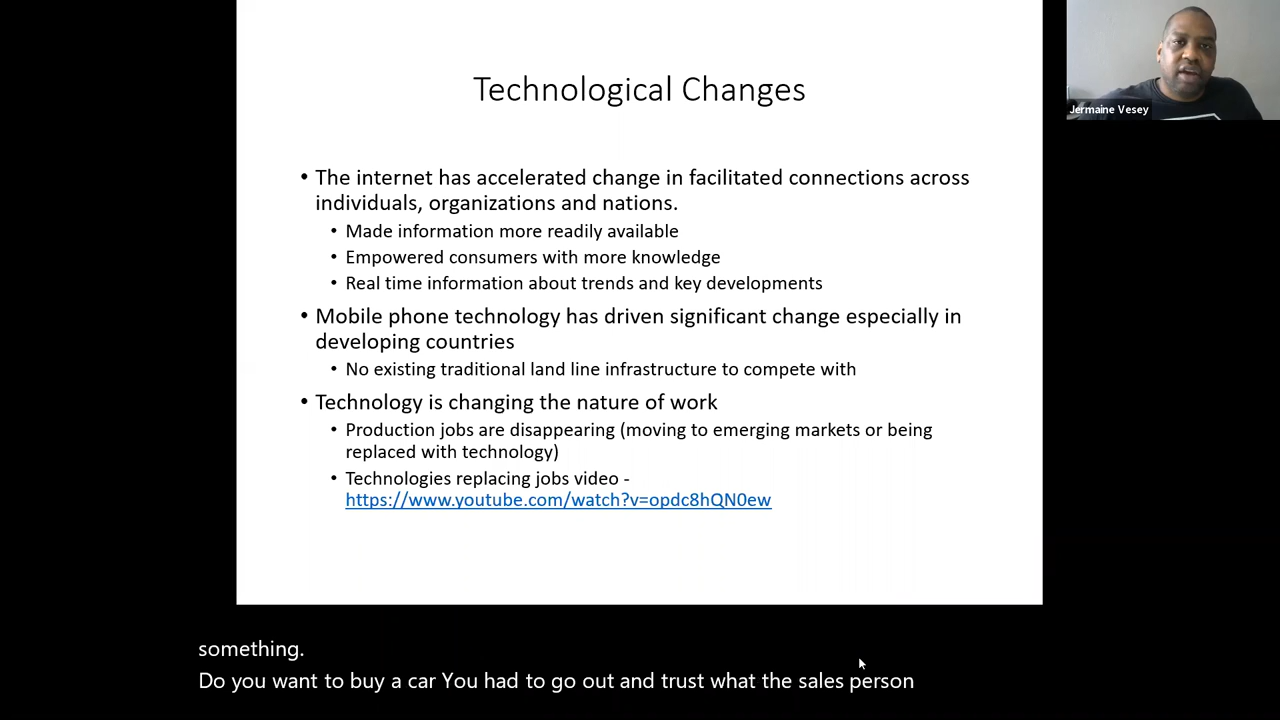 Technological Changes
Jermaine Vesey
• The internet has accelerated change in facilitated connections across
individuals, organizations and nations.
• Made information more readily available
• Empowered consumers with more knowledge
• Real time information about trends and key developments
• Mobile phone technology has driven significant change especially in
developing countries
• No existing traditional land line infrastructure to compete with
• Technology is changing the nature of work
• Production jobs are disappearing (moving to emerging markets or being
replaced with technology)
• Technologies replacing jobs video -
https://www.youtube.com/watch?v=opdc8hQN0ew
something.
Do you want to buy a car You had to go out and trust what the sales person